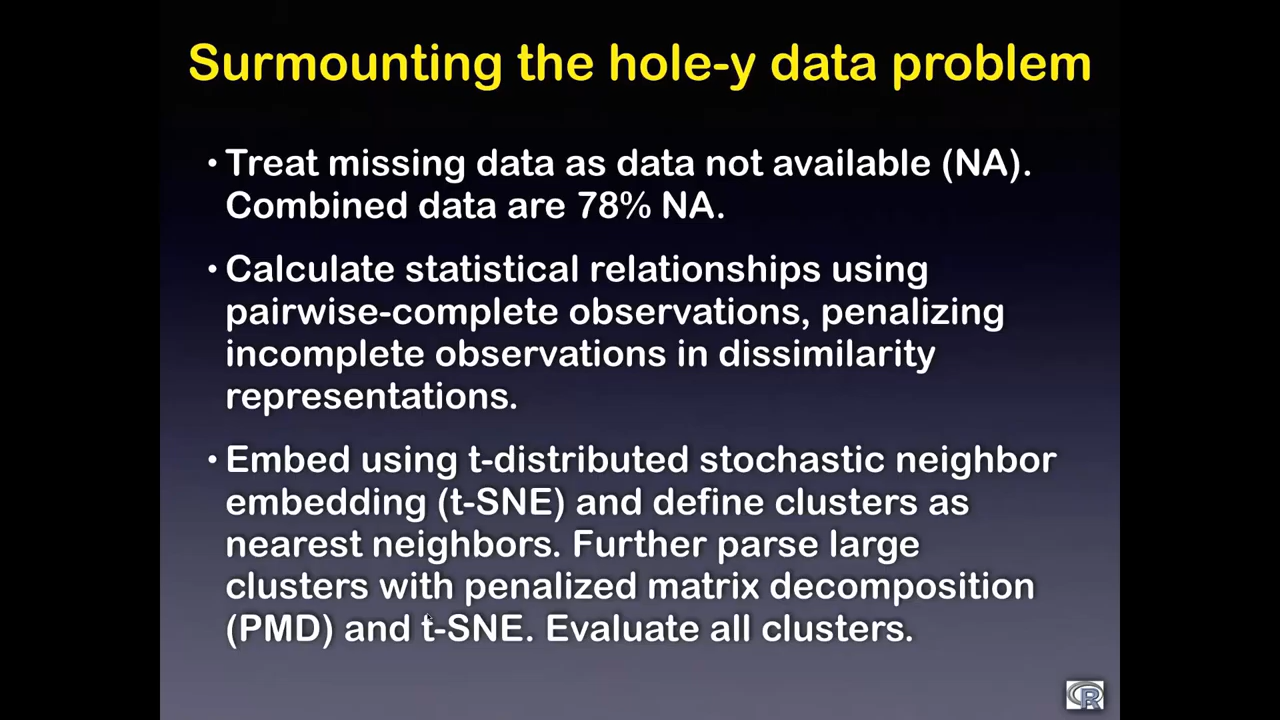 Surmounting the hole-y data problem
• Treat missing data as data not available (NA).
Combined data are 78% NA.
• Calculate statistical relationships using
pairwise-complete observations, penalizing
incomplete observations in dissimilarity
representations.
• Embed using t-distributed stochastic neighbor
embedding (t-SNE) and define clusters as
nearest neighbors. Further parse large
clusters with penalized matrix decomposition
(PMD) and t-SNE. Evaluate all clusters.
R